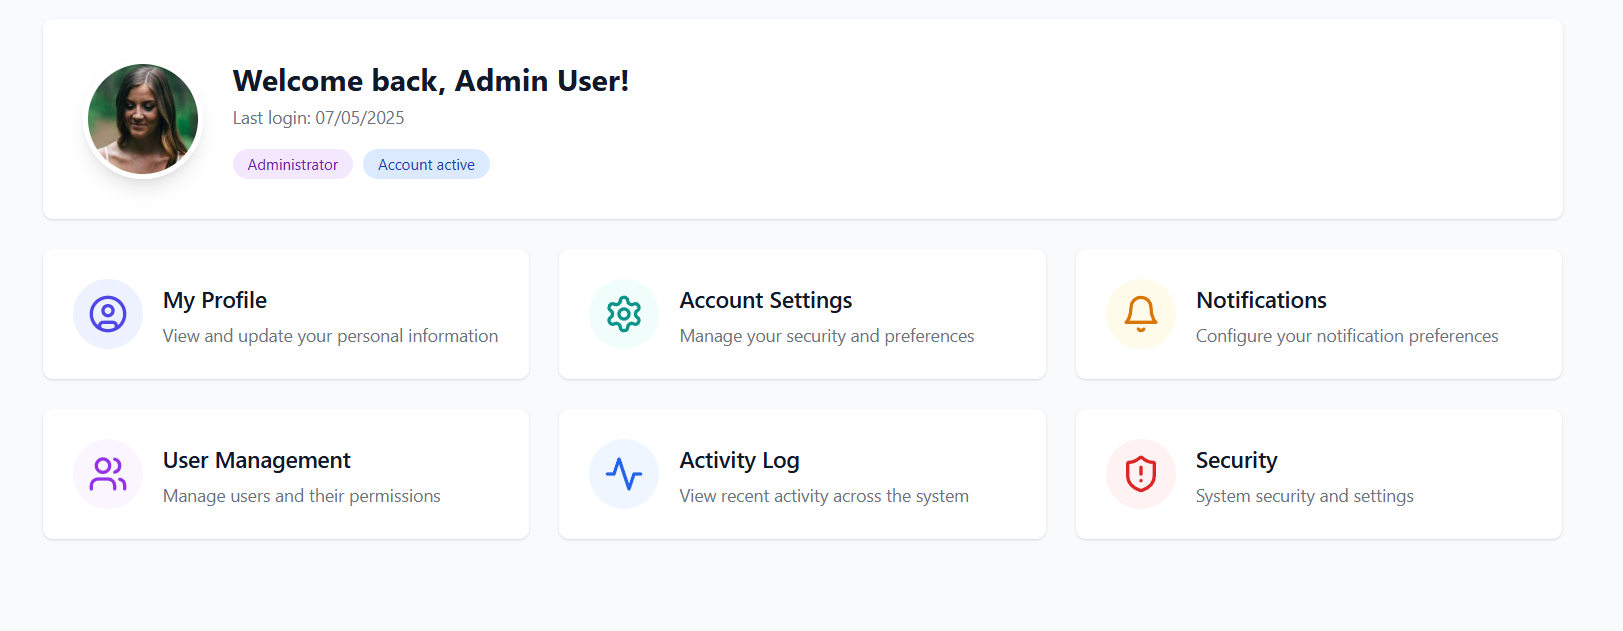 Welcome back, Admin User!
Last login: 07/05/2025
Administrator
Account active
My Profile
View and update your personal information
Account Settings
Manage your security and preferences
Notifications
Configure your notification preferences
User Management
Manage users and their permissions
Activity Log
View recent activity across the system
Security
System security and settings